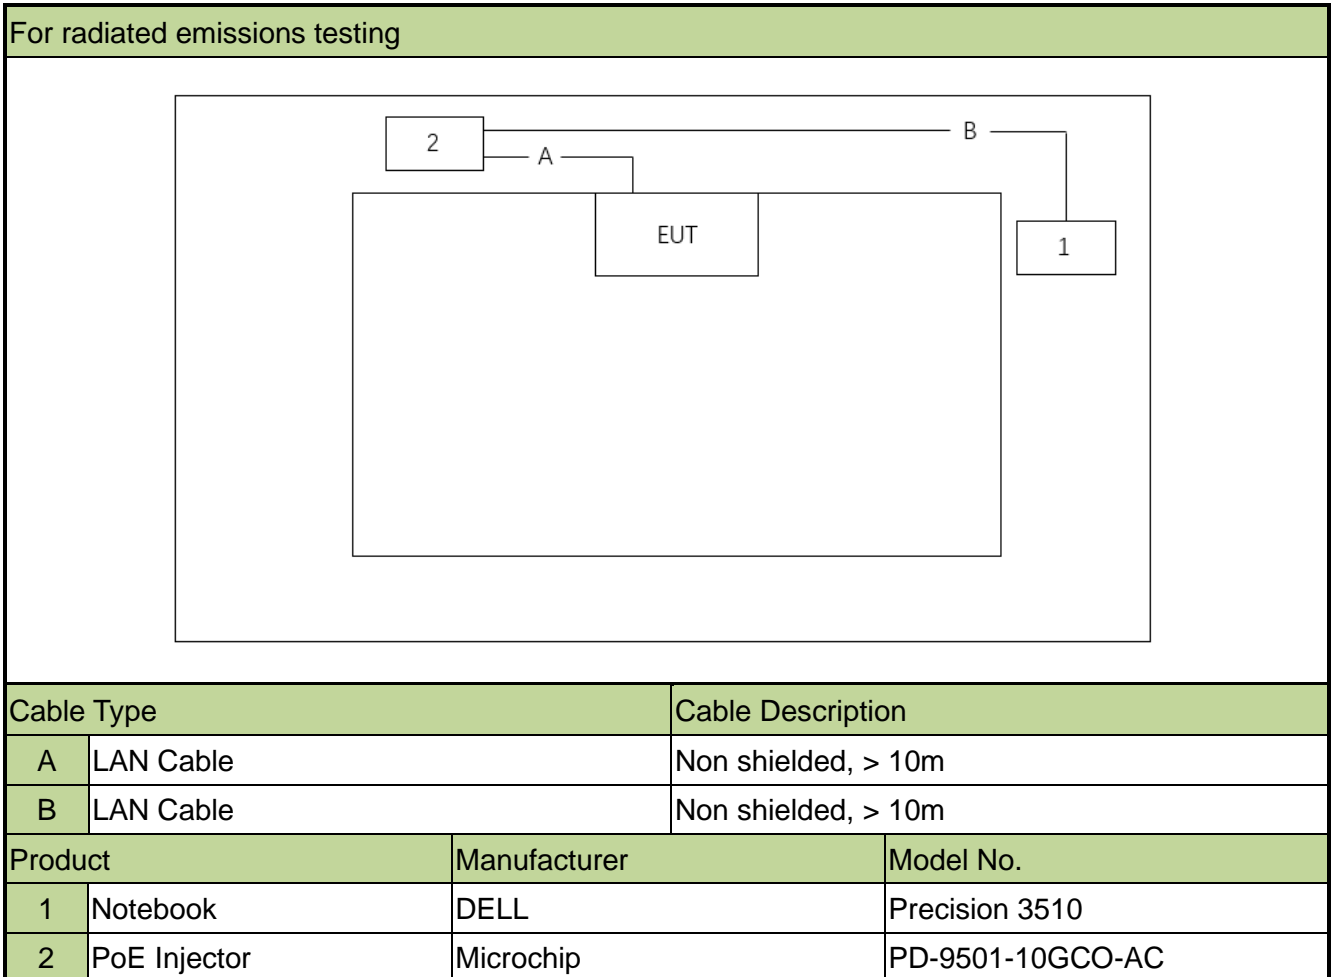 For radiated emissions testing
2 B
A
EUT
1
Cable Type Cable Description
A LAN Cable Non shielded, > 10m
B LAN Cable Non shielded, > 10m
Product Manufacturer Model No.
1 Notebook DELL Precision 3510
2 PoE Injector Microchip PD-9501-10GCO-AC